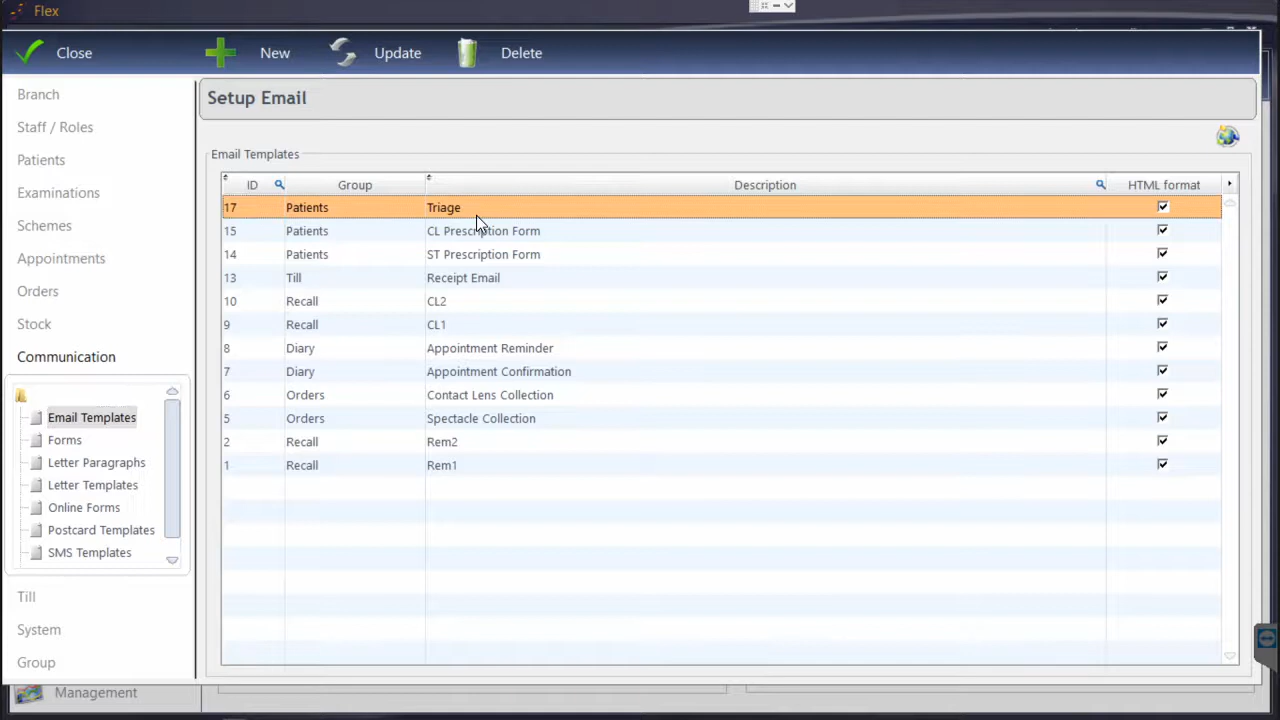 Flex
Close
New
Update
Delete
Branch
Staff / Roles
Patients
Examinations
Schemes
Appointments
Orders
Stock
Communication
Email Templates
Forms
Letter Paragraphs
Letter Templates
Online Forms
Postcard Templates
SMS Templates
Till
System
Group
Management
Setup Email
Email Templates
ID Group Description HTML format
17 Patients Triage
15 Patients CL Prescription Form
14 Patients ST Prescription Form
13 Till Receipt Email
10 Recall CL2
9 Recall CL1
8 Diary Appointment Reminder
7 Diary Appointment Confirmation
6 Orders Contact Lens Collection
5 Orders Spectacle Collection
2 Recall Rem2
1 Recall Rem1